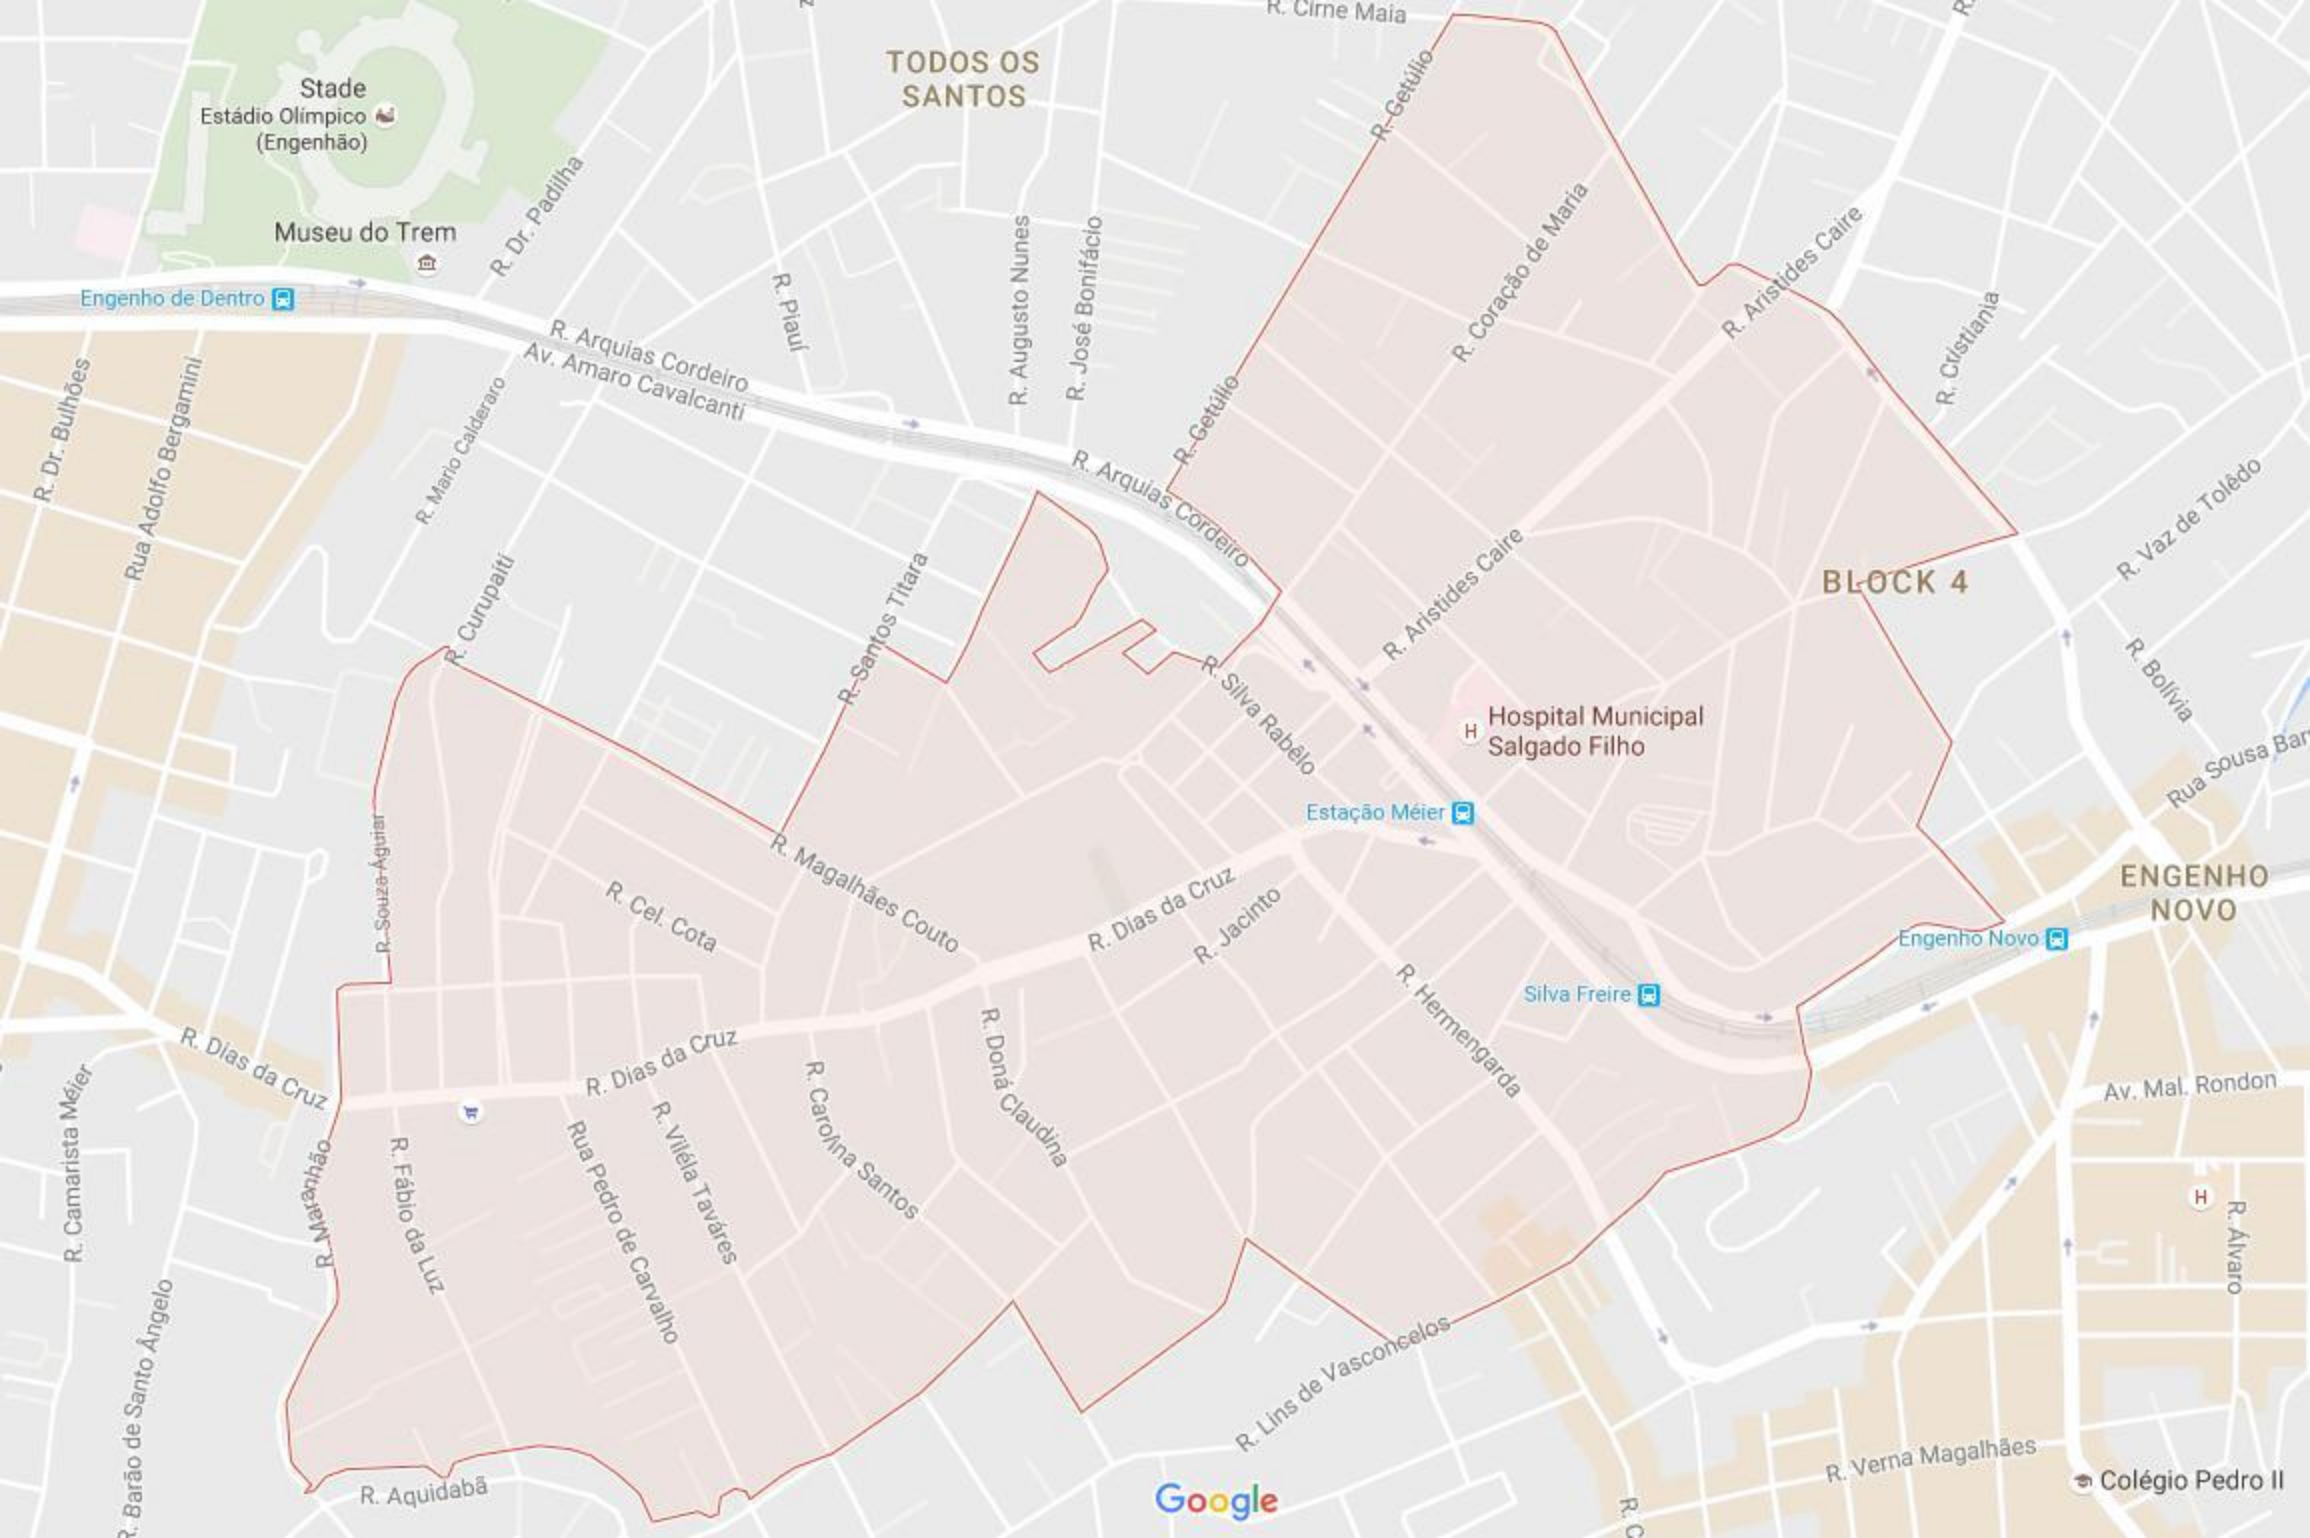 R. Cirne Maia
TODOS OS
SANTOS
Stade
Estádio Olímpico
(Engenhão)
Museu do Trem
R. Dr. Padilha
R. Getúlio
R. Coração de Maria
R. Aristides Caire
R. Cristiania
R. Piauí
R. Augusto Nunes
R. José Bonifácio
Engenho de Dentro
R. Arquias Cordeiro
Av. Amaro Cavalcanti
R. Dr. Bulhões
Rua Adolfo Bergamini
R. Mario Calderaro
R. Getúlio
R. Arquias Cordeiro
R. Vaz de Tolêdo
R. Curupaiti
R. Santos Titara
R. Aristides Caire
BLOCK 4
R. Bolívia
R. Silva Rabêlo
Hospital Municipal
Salgado Filho
H
Rua Sousa Bar
Estação Méier
R. Souza Aguiar
R. Magalhães Couto
R. Cel. Cota
R. Dias da Cruz
R. Jacinto
ENGENHO
NOVO
Engenho Novo
Silva Freire
R. Hermengarda
R. Dias da Cruz
R. Dias da Cruz
R. Dona Claudina
R. Carolina Santos
R. Camarista Méier
R. Maranhão
R. Fábio da Luz
Rua Pedro de Carvalho
R. Viléla Taváres
Av. Mal. Rondon
H
R. Álvaro
R. Barão de Santo Ângelo
R. Lins de Vasconcelos
R. Aquidabã
Google
R. Verna Magalhães
Colégio Pedro II
R. C